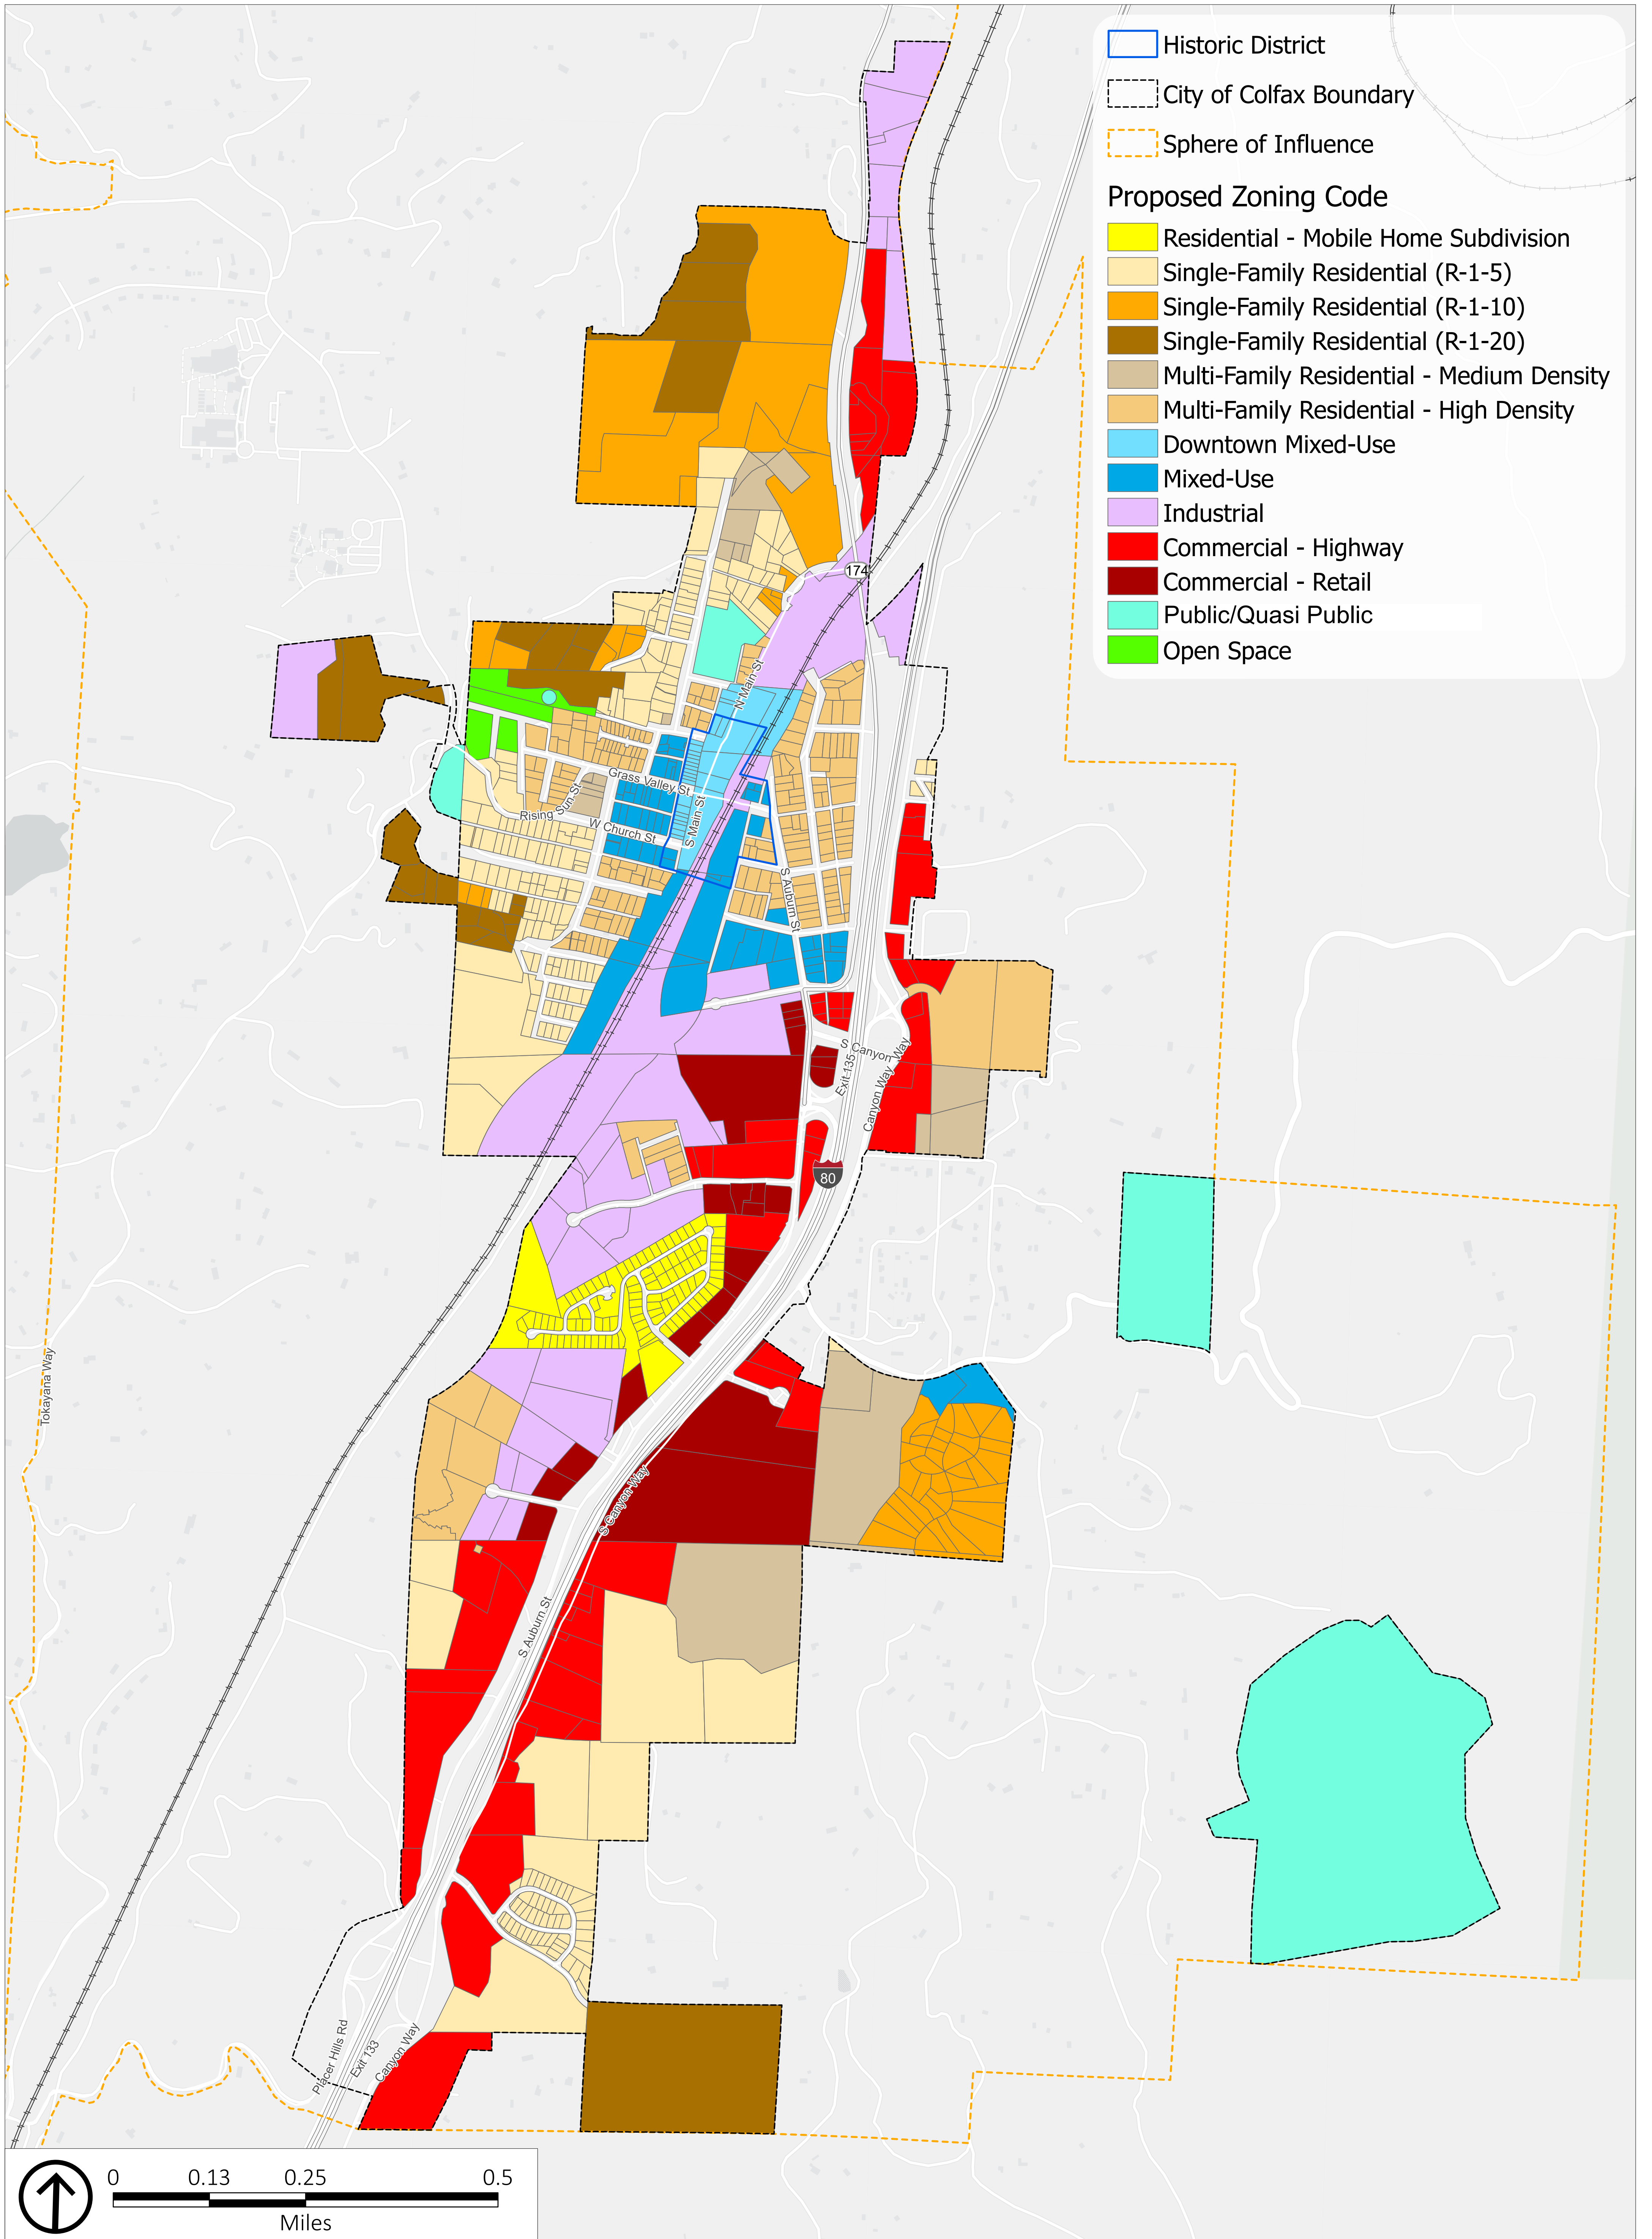 Historic District
City of Colfax Boundary
Sphere of Influence
Proposed Zoning Code
Residential - Mobile Home Subdivision
Single-Family Residential (R-1-5)
Single-Family Residential (R-1-10)
Single-Family Residential (R-1-20)
Multi-Family Residential - Medium Density
Multi-Family Residential - High Density
Downtown Mixed-Use
Mixed-Use
Industrial
Commercial - Highway
Commercial - Retail
Public/Quasi Public
Open Space
174
N Main St
Grass Valley St
Rising Sun St
W Church St
S Main St
S Auburn St
S Canyon Way
Exit 135
Canyon Way
80
Tokayana Way
S Canyon Way
S Auburn St
Placer Hills Rd
Exit 133
Canyon Way
0 0.13 0.25 0.5
Miles